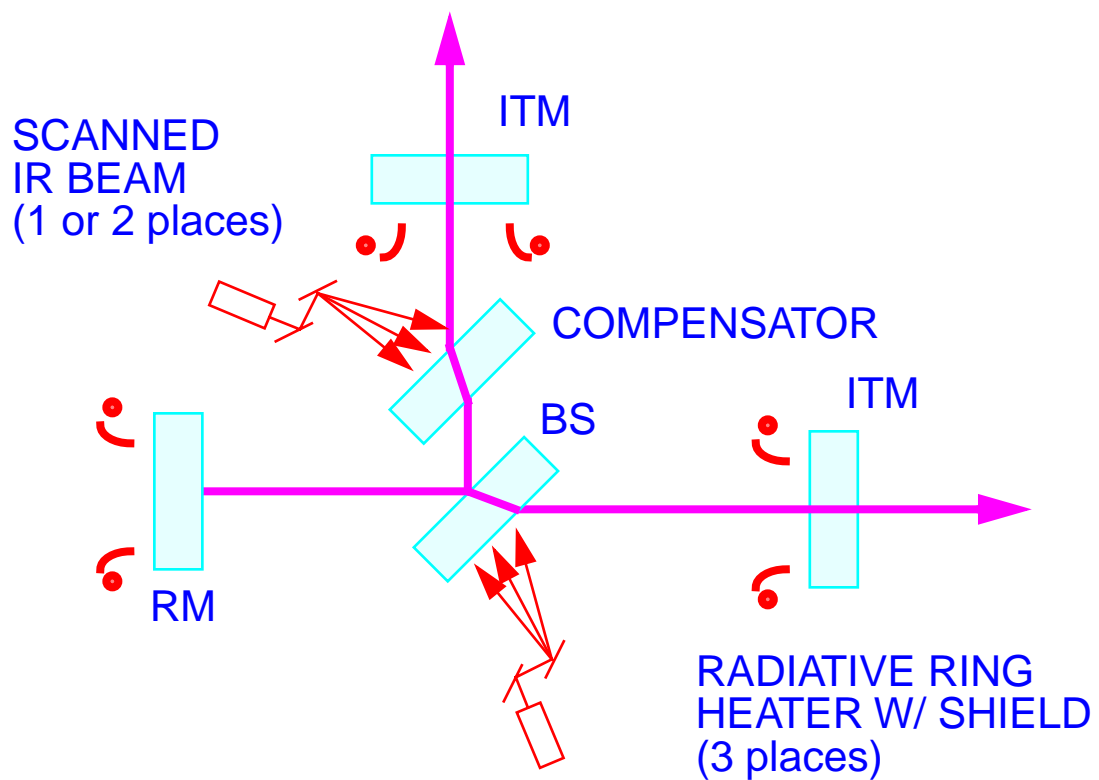 ITM
SCANNED
IR BEAM
(1 or 2 places)
COMPENSATOR
ITM
BS
RM
RADIATIVE RING
HEATER W/ SHIELD
(3 places)